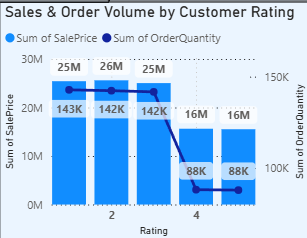 Sales & Order Volume by Customer Rating
Sum of SalePrice Sum of OrderQuantity
30M
20M
10M
0M
Sum of SalePrice
25M 26M 25M 16M 16M
143K 142K 142K 88K 88K
150K
100K
Sum of OrderQuantity
2 4
Rating